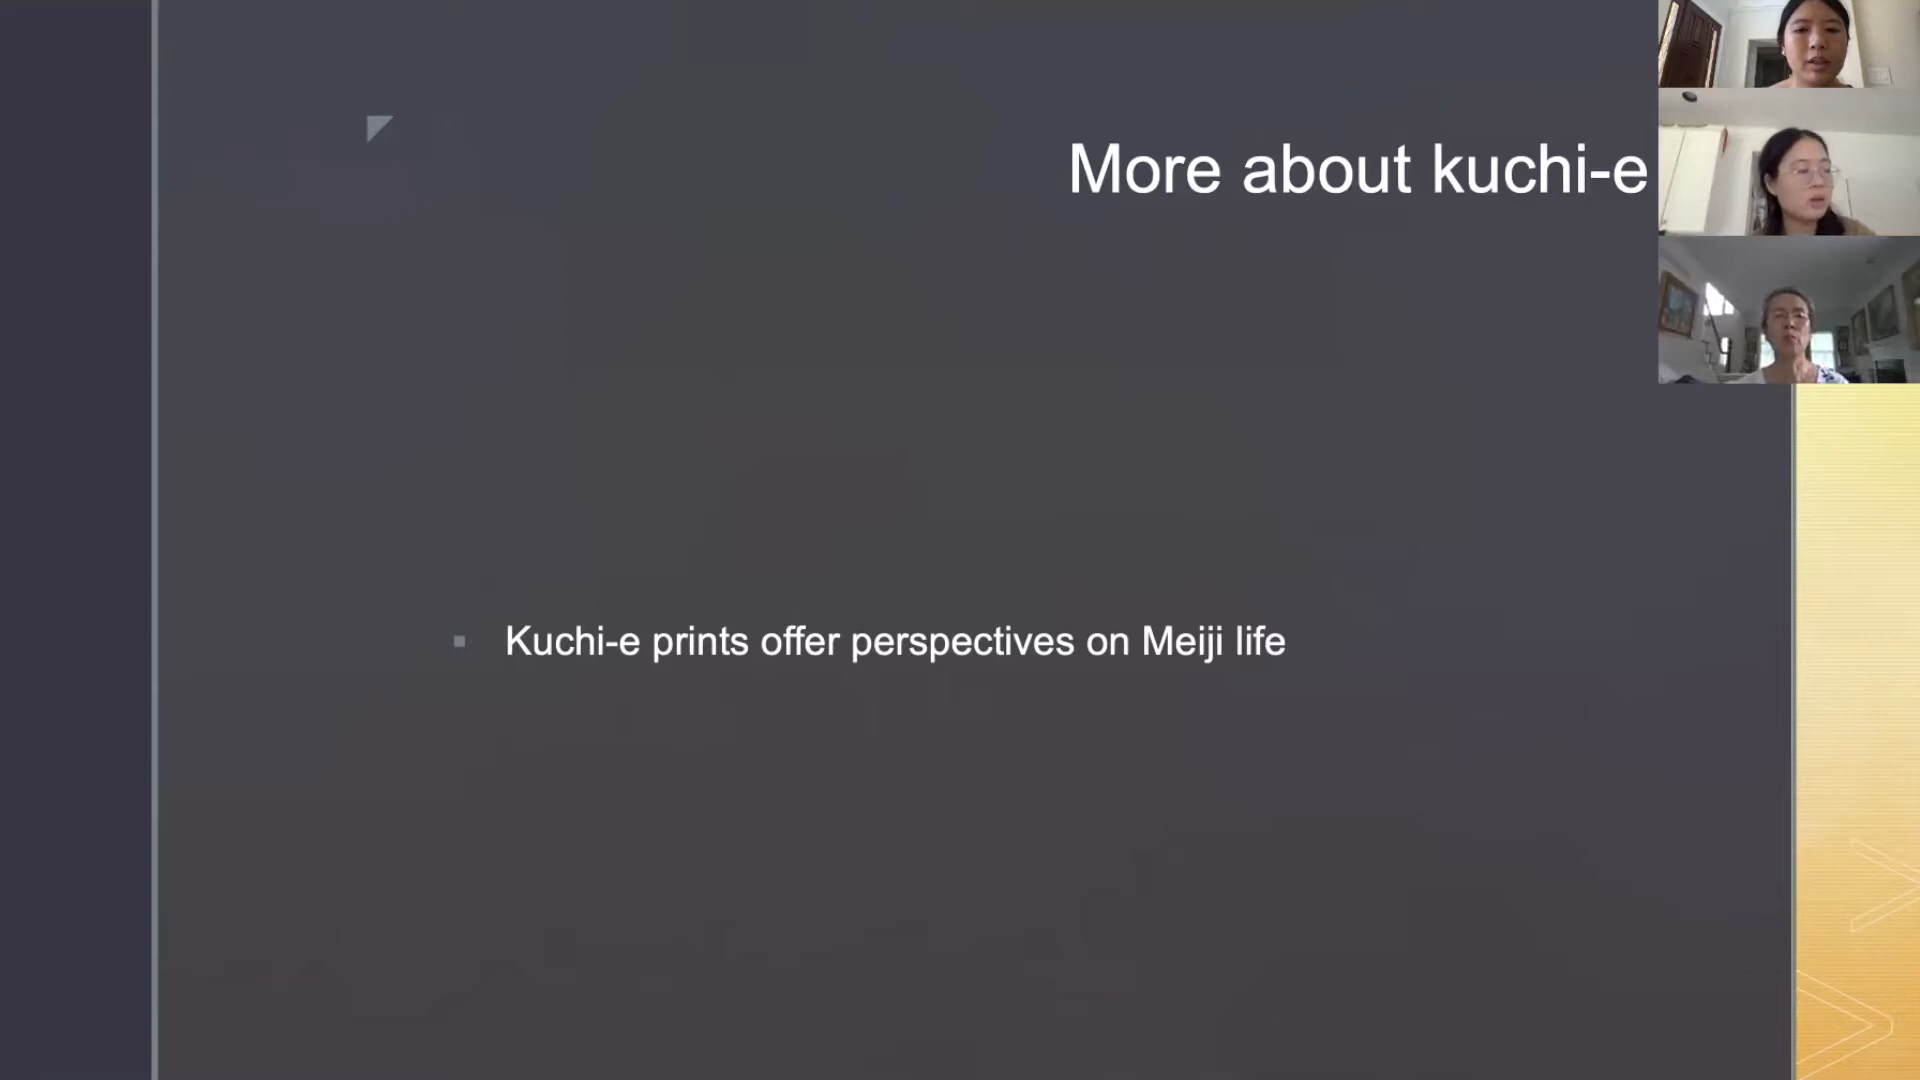 More about kuchi-e
▪ Kuchi-e prints offer perspectives on Meiji life